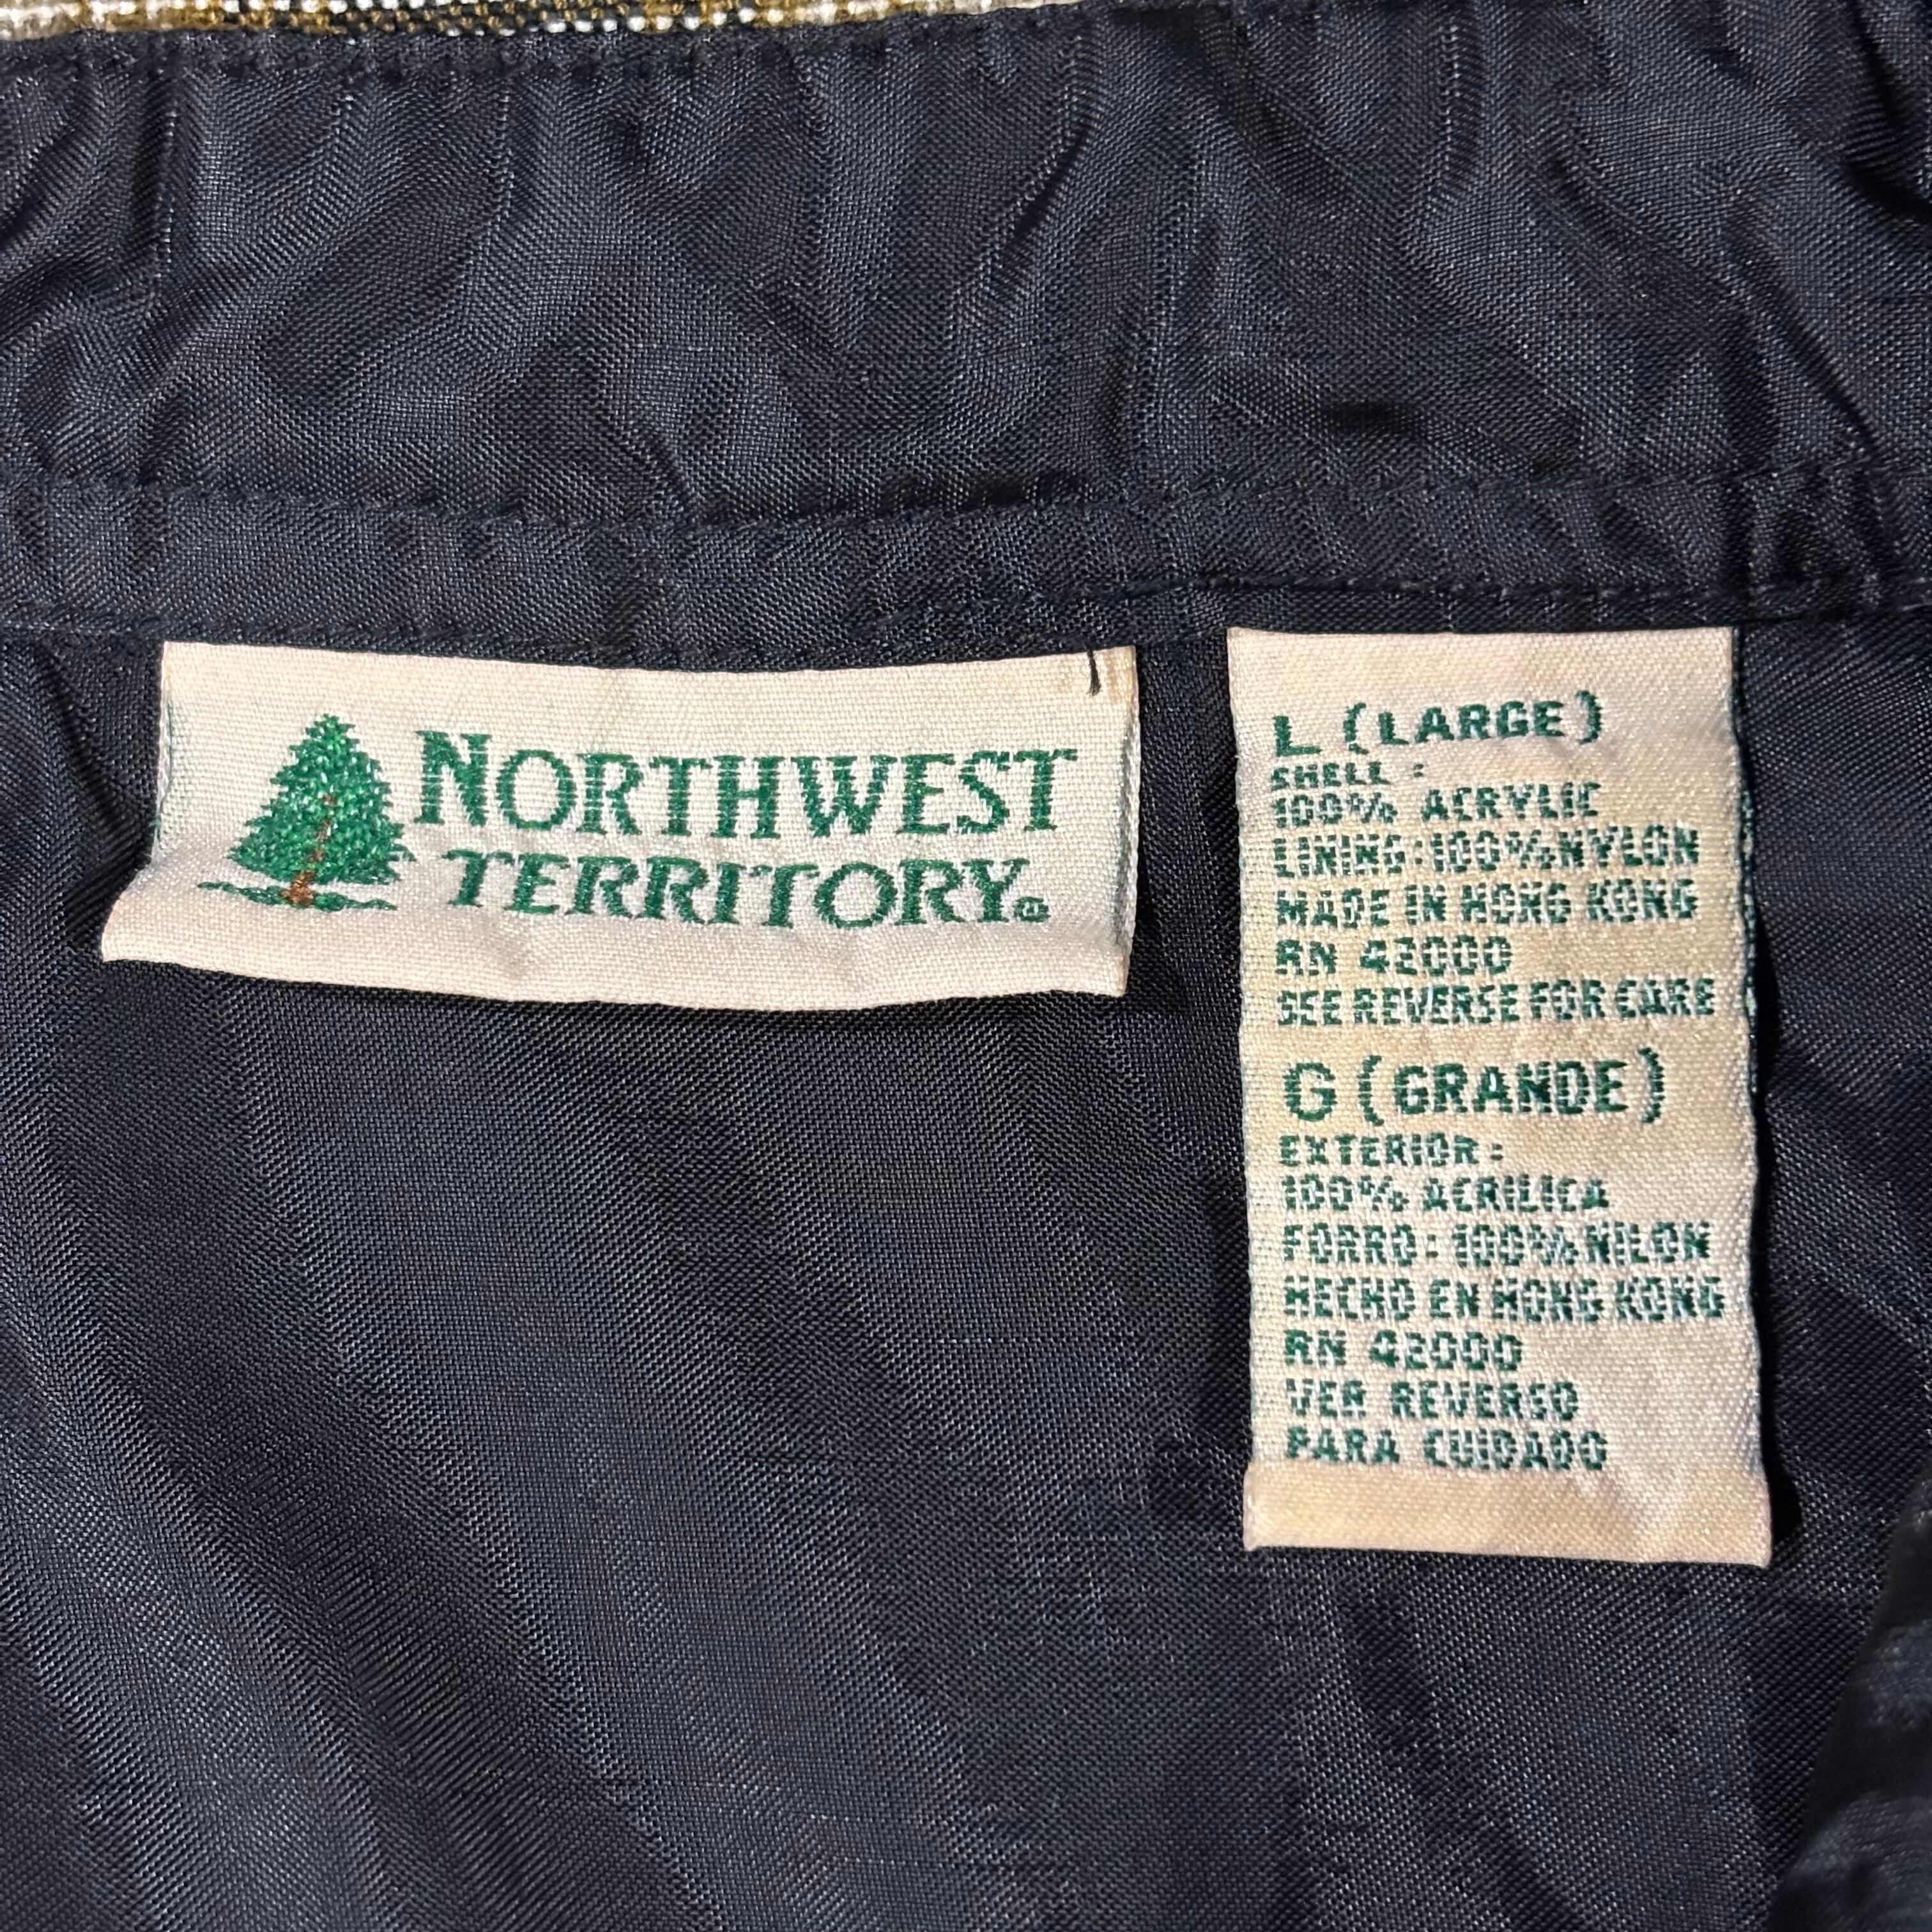 NORTHWEST
TERRITORY®
L (LARGE)
SHELL :
100% ACRYLIC
LINING:100%NYLON
MADE IN HONG KONG
RN 42000
SEE REVERSE FOR CARE
G (GRANDE)
EXTERIOR :
100% ACRILICA
FORRO: 100% NILON
HECHO EN HONG KONG
RN 42000
VER REVERSO
PARA CUIDADO